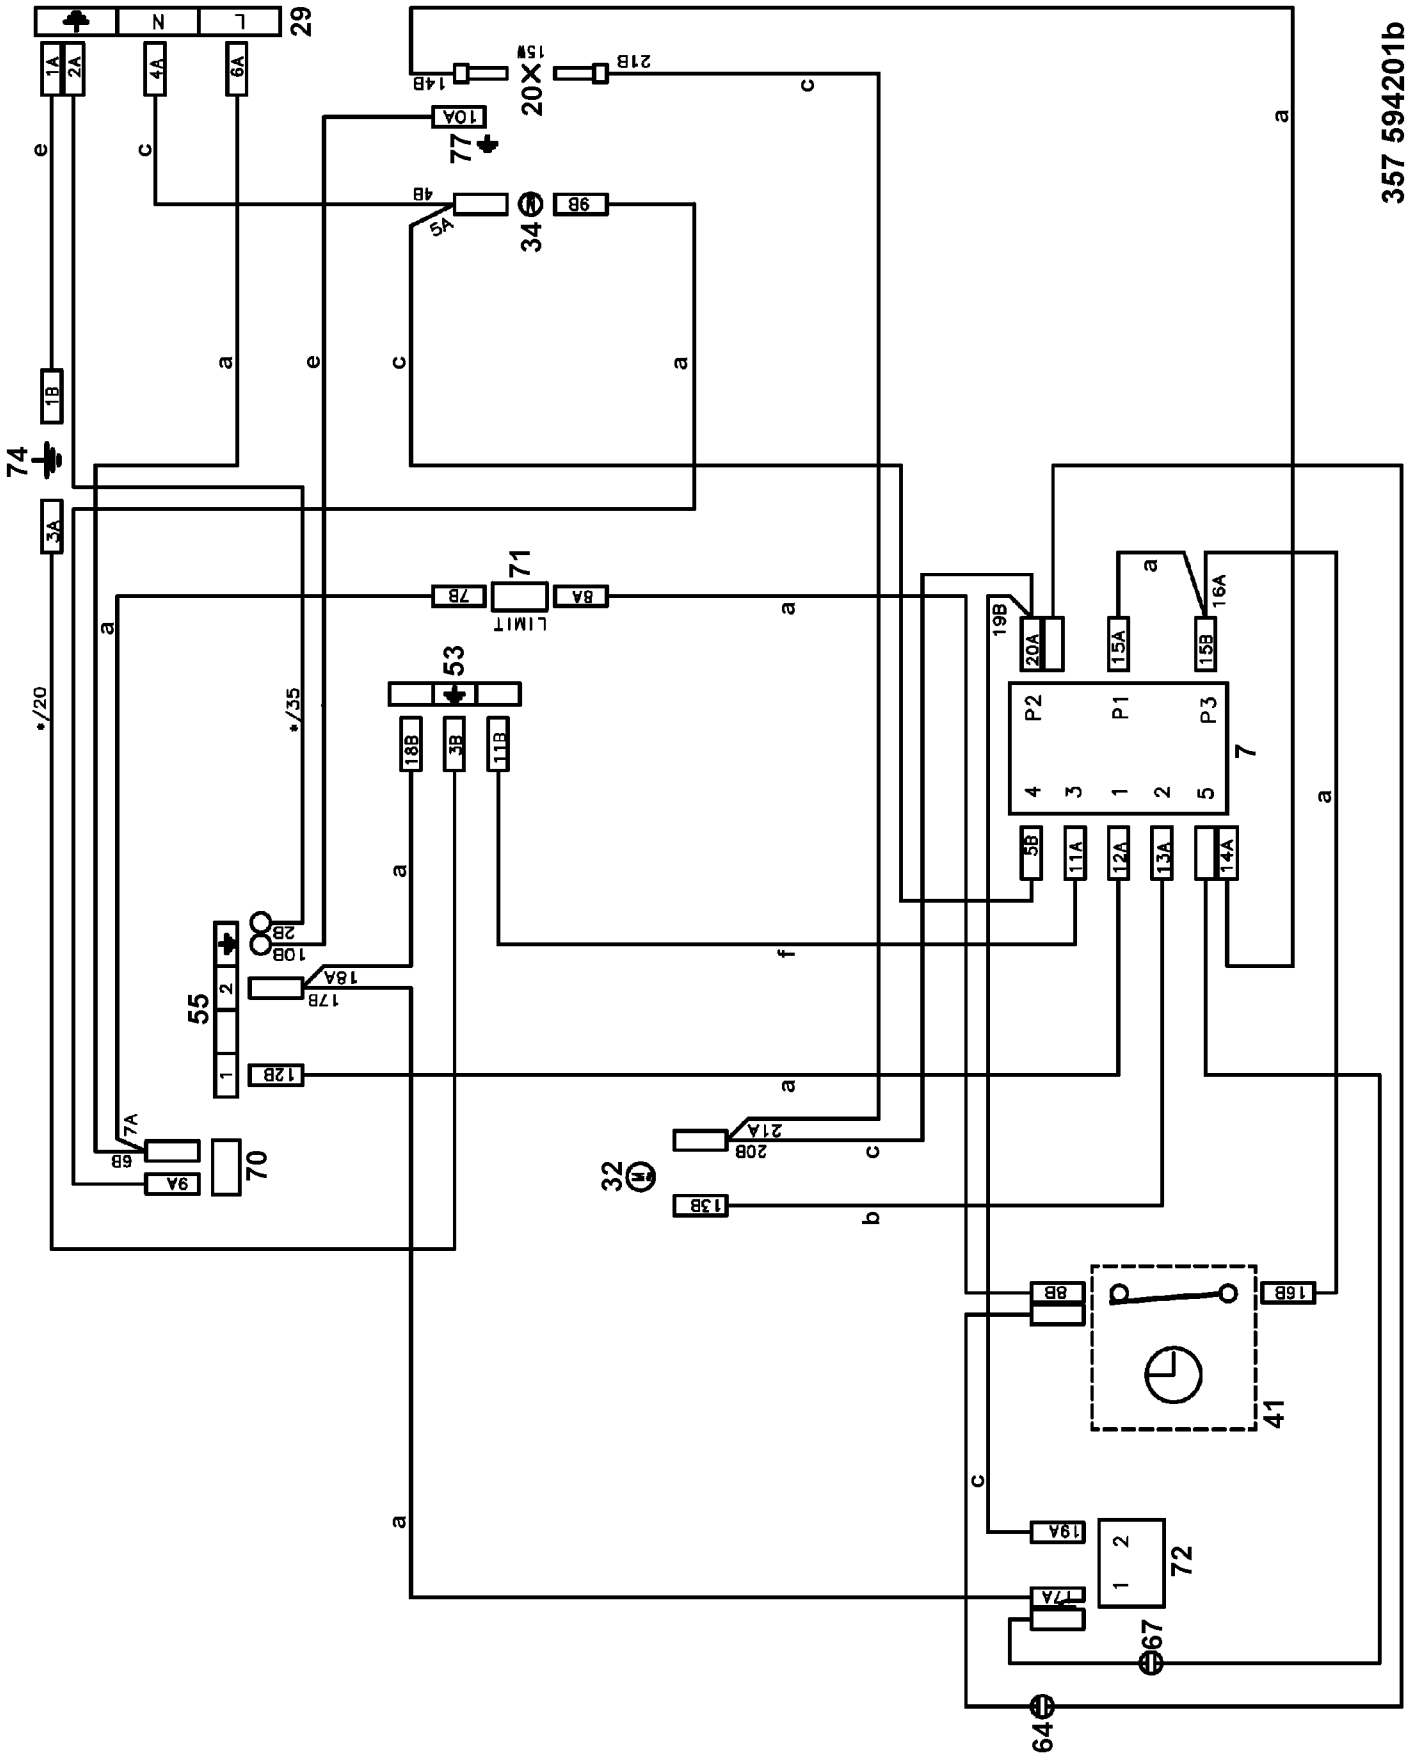 N
L
29
1A
2A
4A
6A
e
c
a
14B
20
15W
21B
c
a
357 594201b
10A
77
4B
5A
34
9B
1B
74
3A
a
e
c
a
7B
LIMIT
71
8A
a
a
*/20
*/35
53
18B
3B
11B
a
2B
10B
55
2
1
18A
17B
12B
a
f
19B
20A
15A
15B
16A
a
P2
P1
P3
4
3
1
2
5
7
5B
11A
12A
13A
14A
a
7A
6B
9A
70
32
21A
20B
13B
c
b
8B
16B
41
a
c
19A
17A
1
2
72
67
64